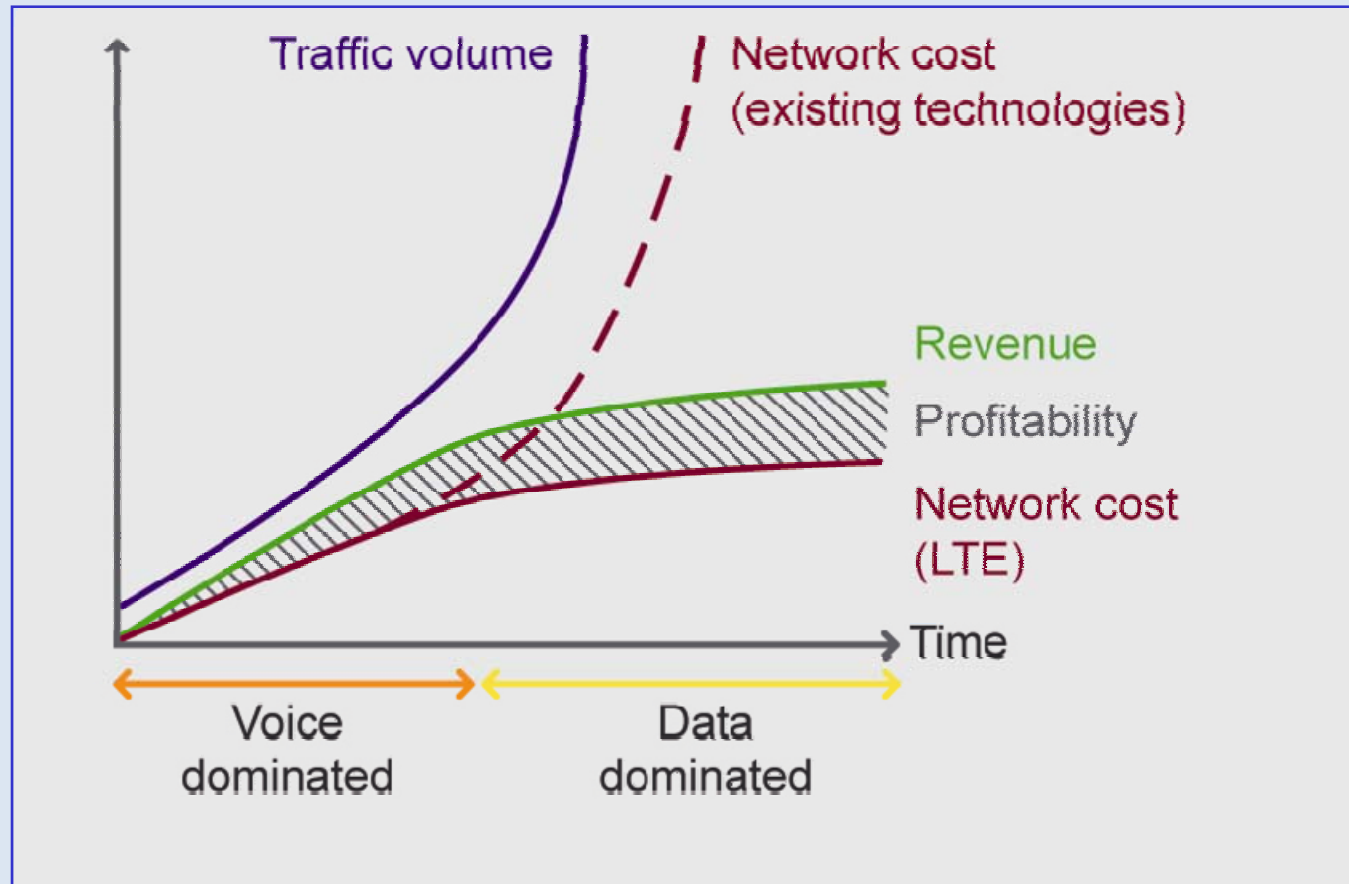 Traffic volume
Network cost
(existing technologies)
Revenue
Profitability
Network cost
(LTE)
Time
Voice
dominated
Data
dominated